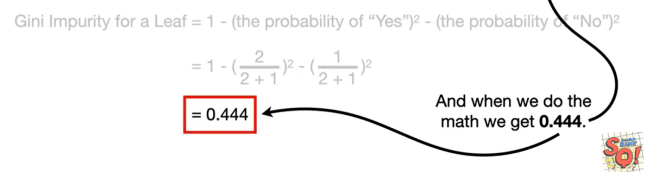 Gini Impurity for a Leaf = 1 - (the probability of “Yes”)² - (the probability of “No”)²
= 1 - (2/2 + 1)² - (1/2 + 1)²
= 0.444
And when we do the
math we get 0.444.
SQ!